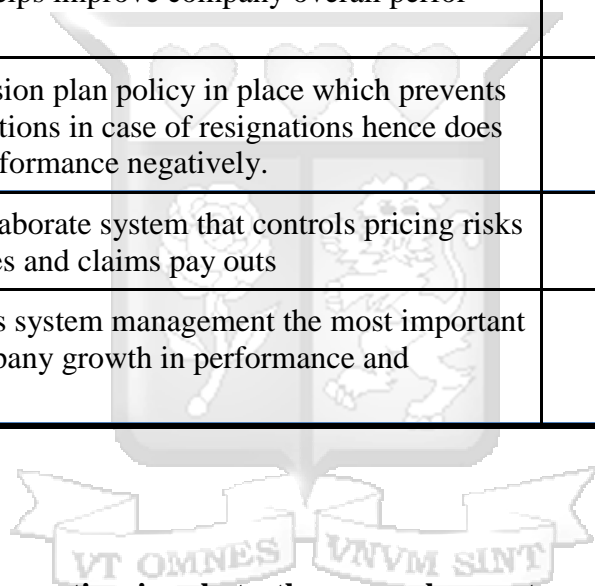 elps improve company overall perfor-
sion plan policy in place which prevents
tions in case of resignations hence does
formance negatively.
aborate system that controls pricing risks
es and claims pay outs
s system management the most important
pany growth in performance and
VT OMNES VNVM SINT